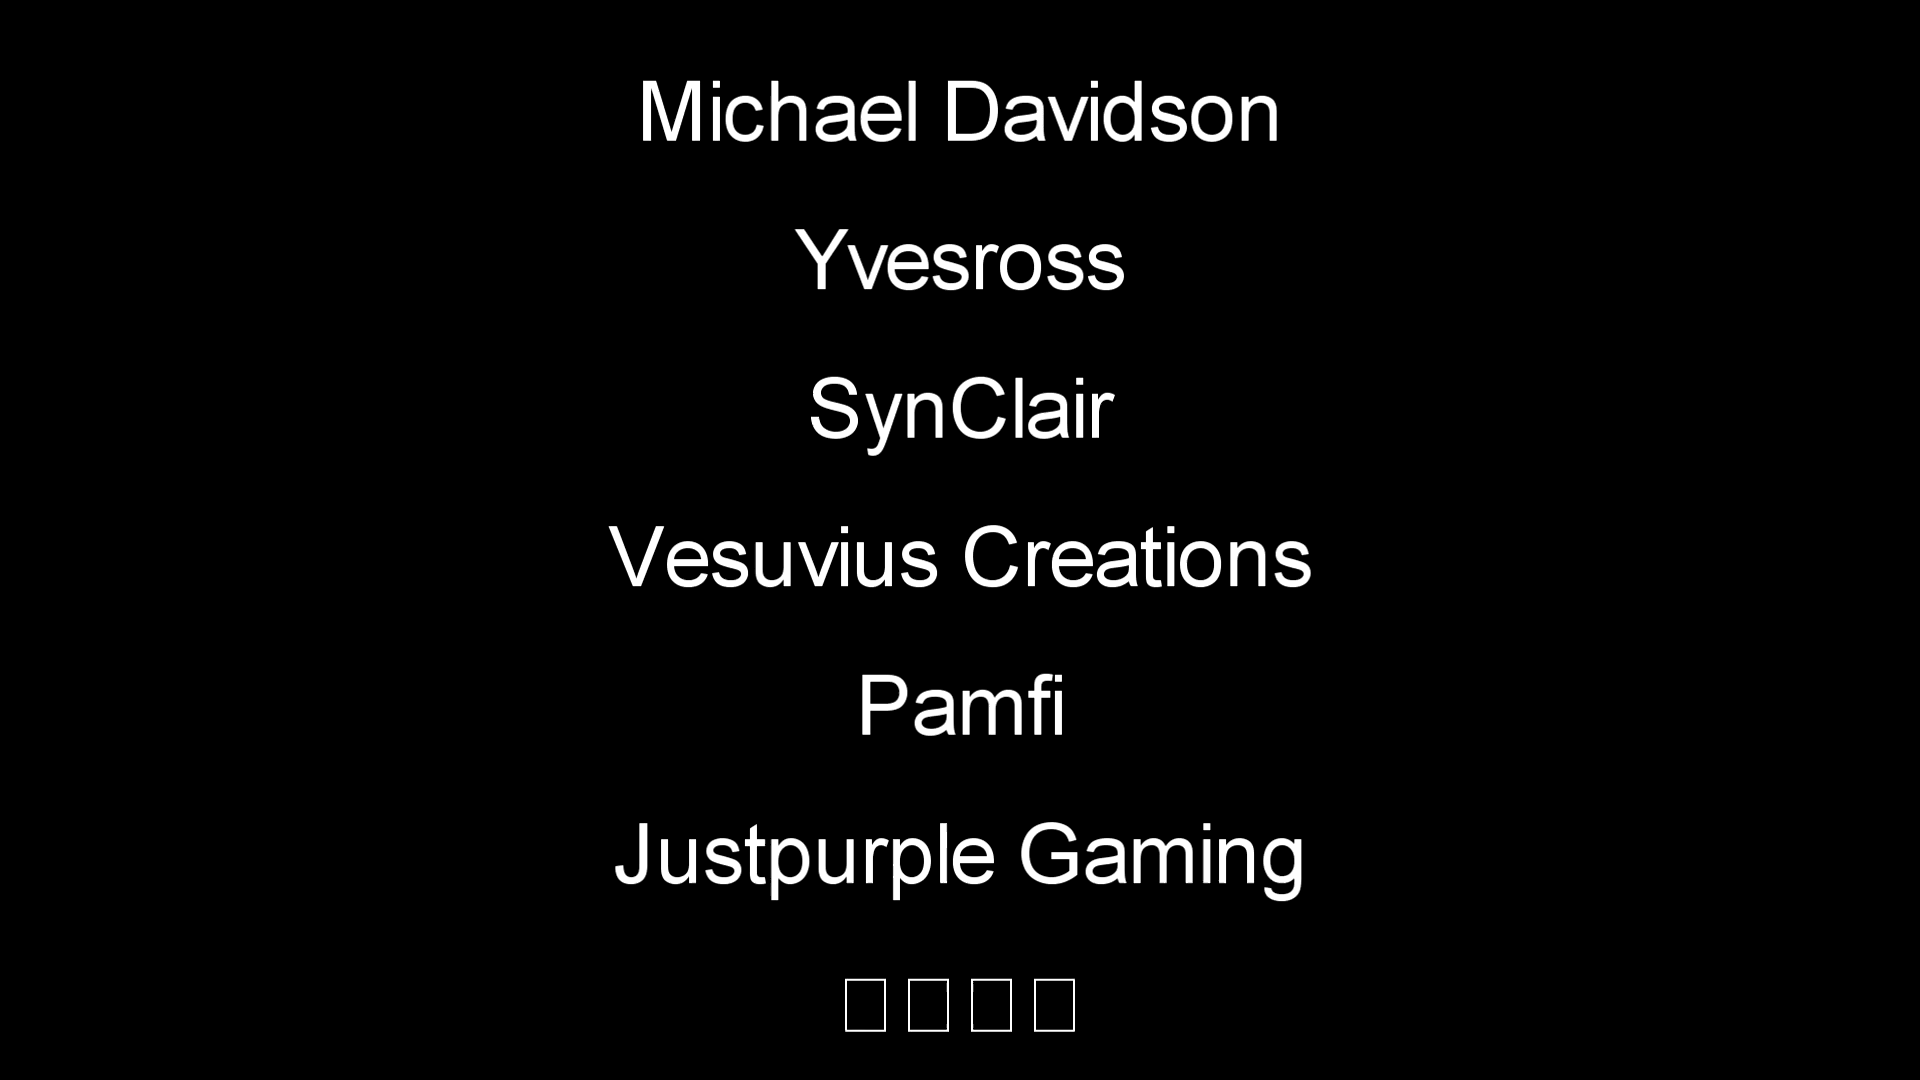 Michael Davidson
Yvesross
SynClair
Vesuvius Creations
Pamfi
Justpurple Gaming